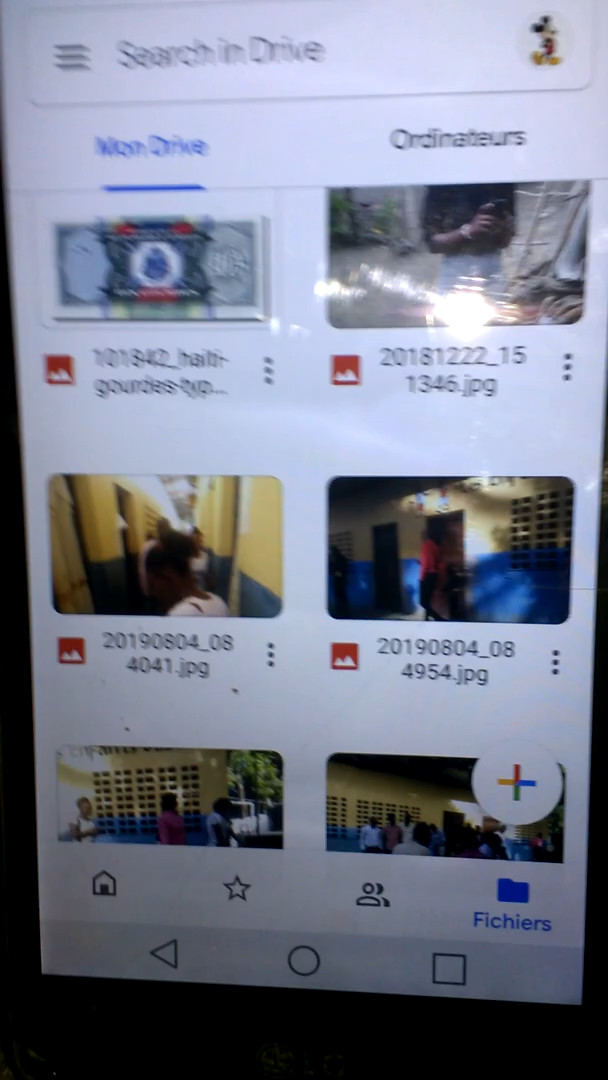 Search in Drive
Mon Drive
Ordinateurs
101842_haiti-
gourdes-typ...
20181222_15
1346.jpg
20190804_08
4041.jpg
20190804_08
4954.jpg
Fichiers
LG